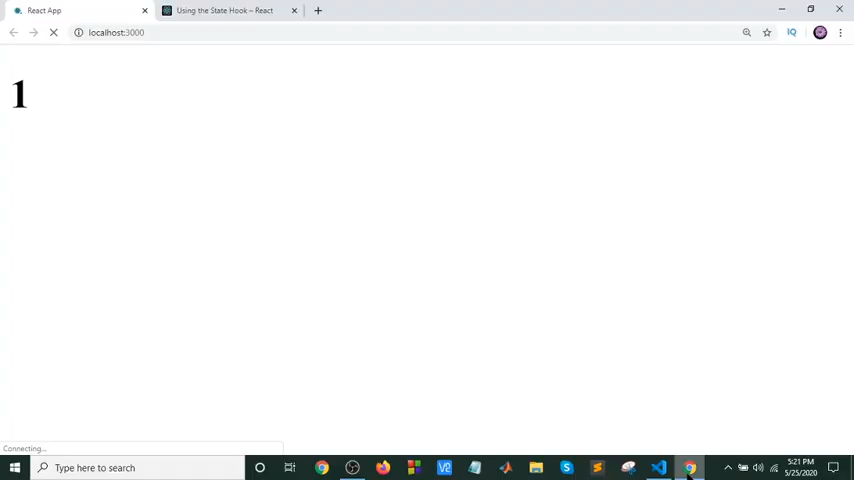 React App
Using the State Hook – React
localhost:3000
IQ
1
Connecting...
Type here to search
5:21 PM
5/25/2020